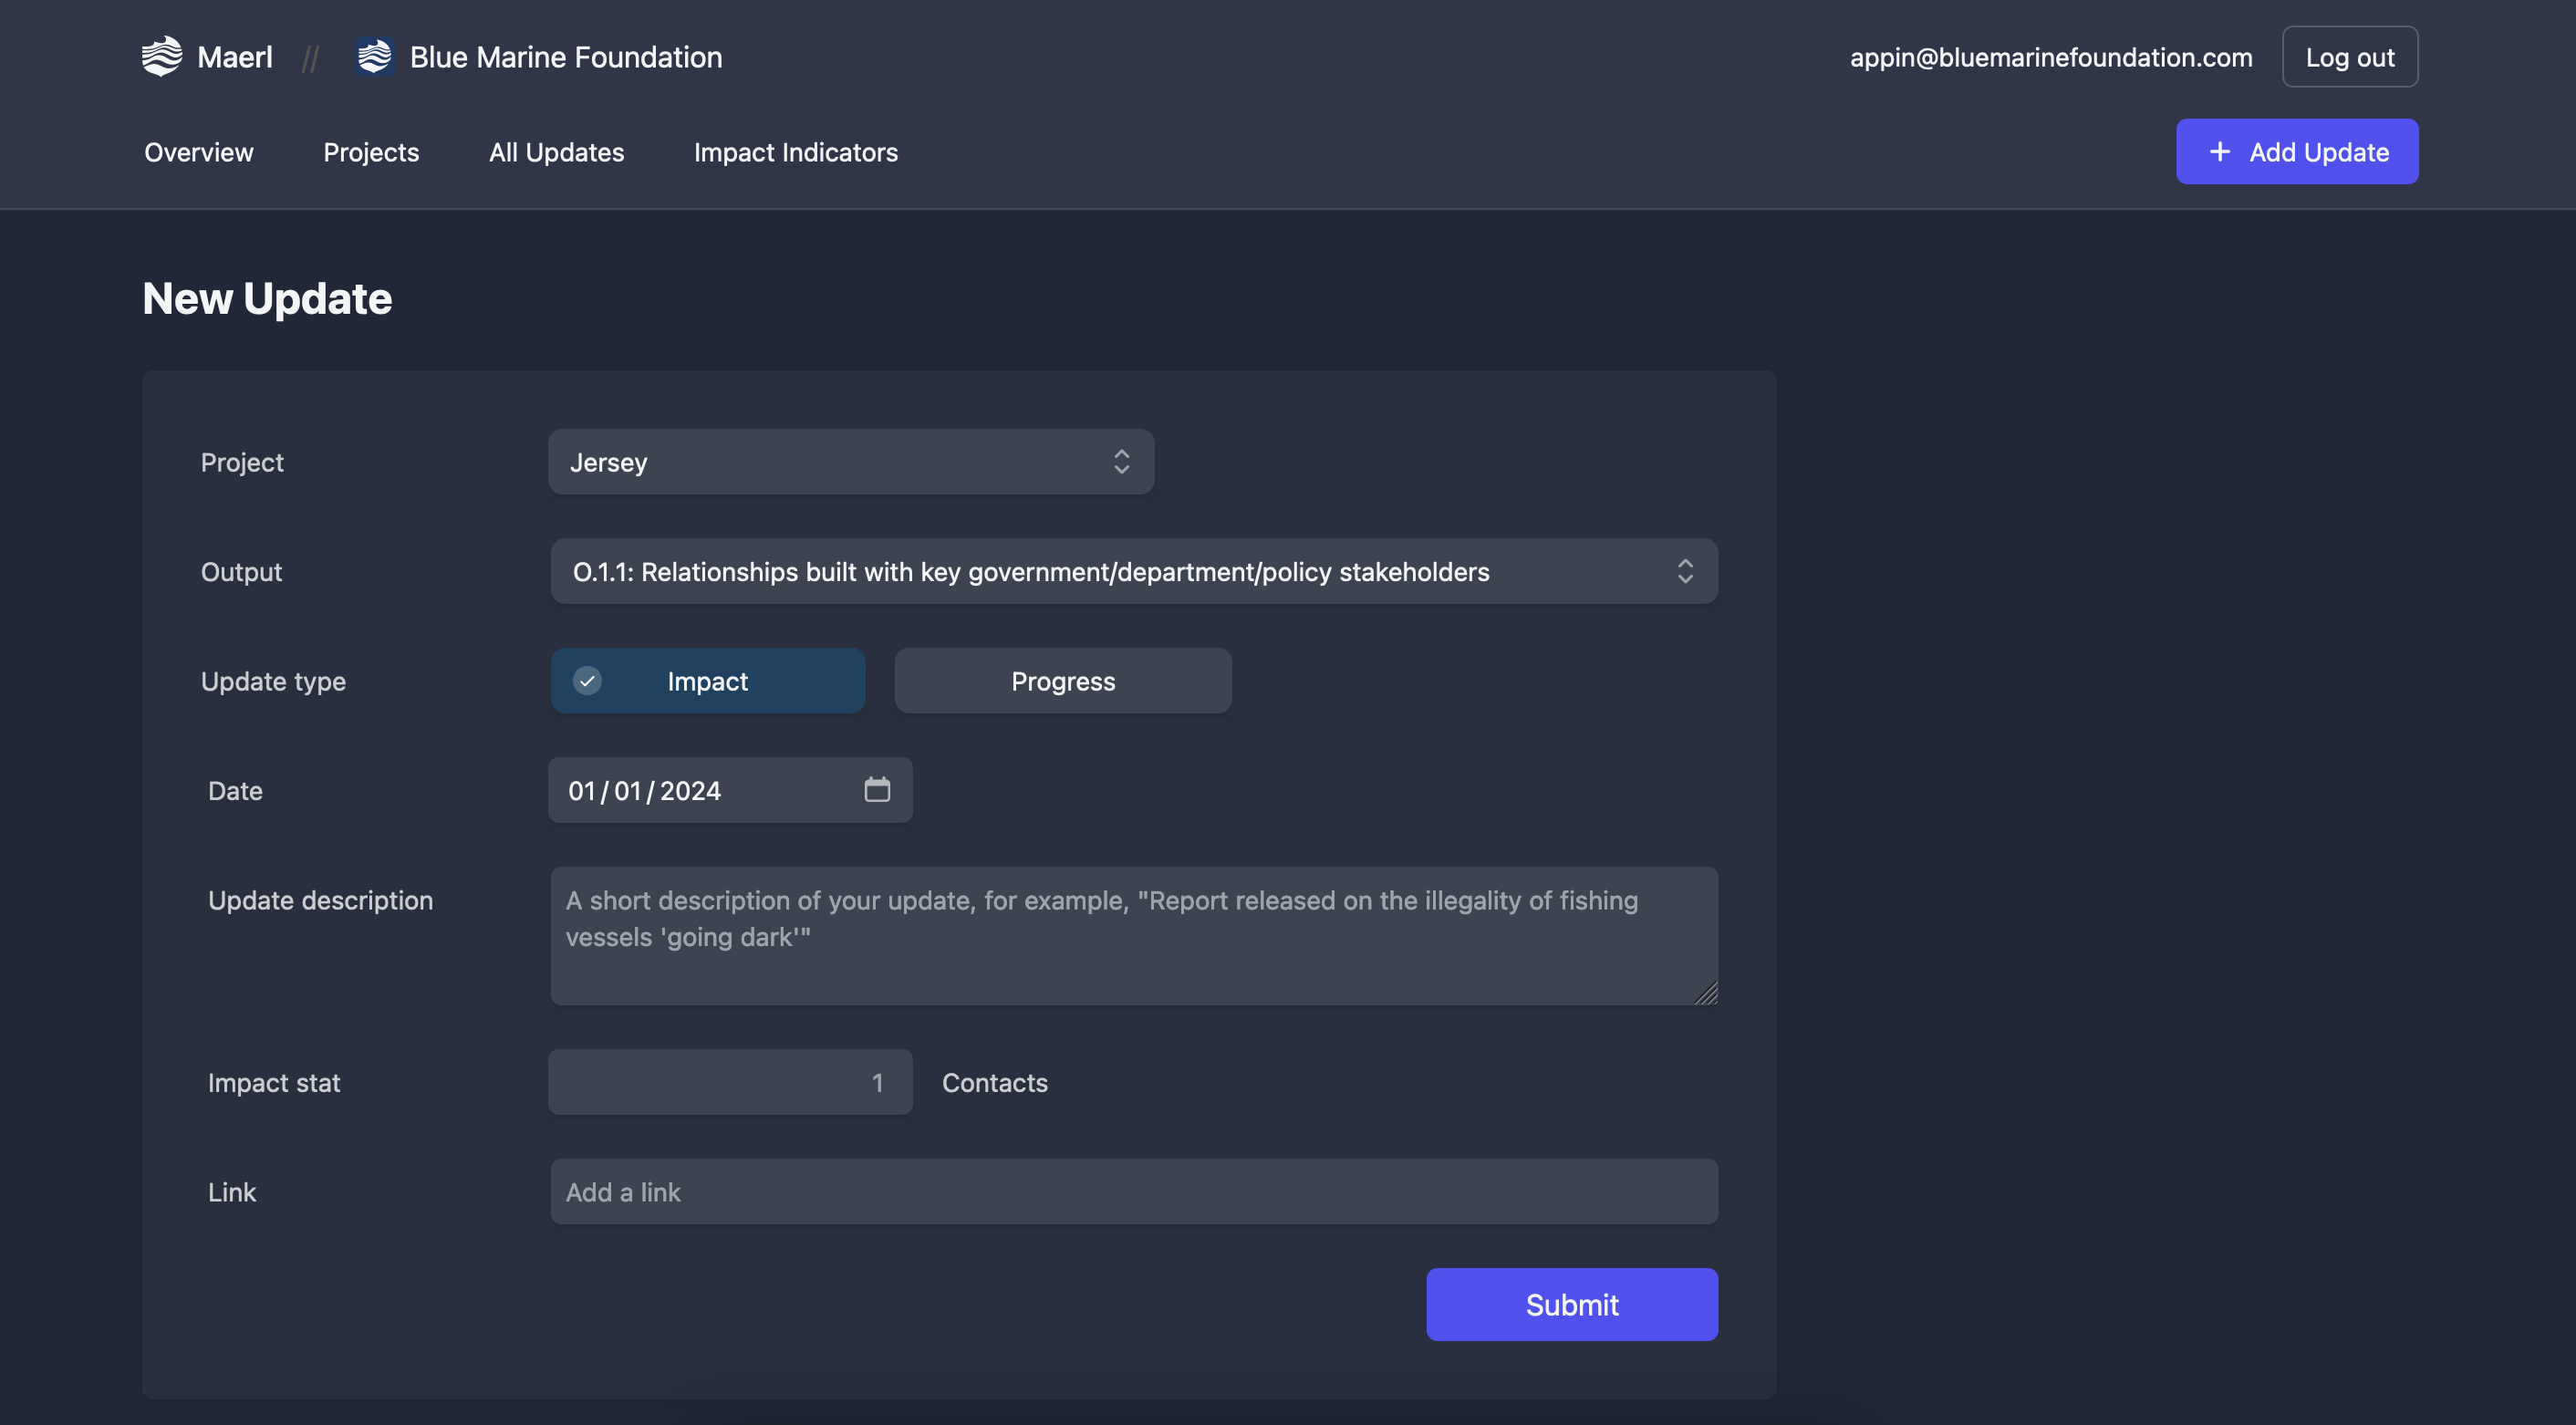 Maerl // Blue Marine Foundation
appin@bluemarinefoundation.com Log out
Overview Projects All Updates Impact Indicators
+ Add Update
New Update
Project Jersey
Output O.1.1: Relationships built with key government/department/policy stakeholders
Update type Impact Progress
Date 01/01/2024
Update description A short description of your update, for example, "Report released on the illegality of fishing
vessels 'going dark'"
Impact stat 1 Contacts
Link Add a link
Submit